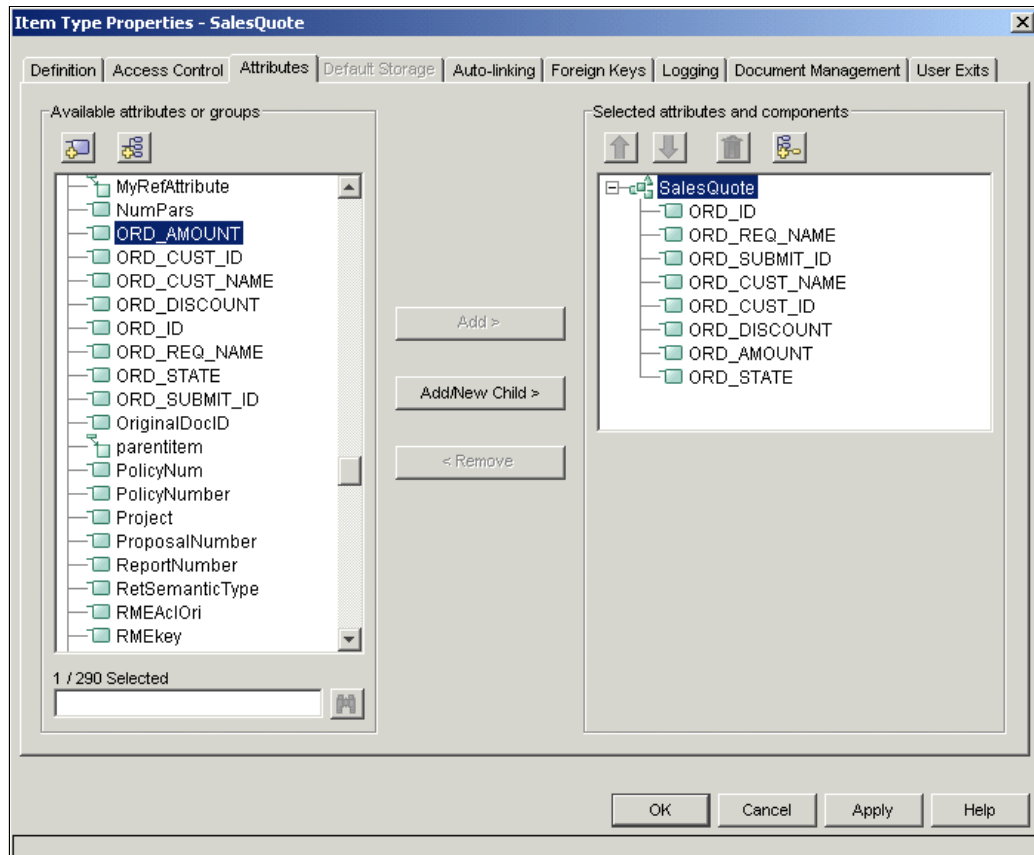 Item Type Properties - SalesQuote
Definition
Access Control
Attributes
Default Storage
Auto-linking
Foreign Keys
Logging
Document Management
User Exits
Available attributes or groups
MyRefAttribute
NumPars
ORD_AMOUNT
ORD_CUST_ID
ORD_CUST_NAME
ORD_DISCOUNT
ORD_ID
ORD_REQ_NAME
ORD_STATE
ORD_SUBMIT_ID
OriginalDocID
parentitem
PolicyNum
PolicyNumber
Project
ProposalNumber
ReportNumber
RetSemanticType
RMEAclOri
RMEkey
1 / 290 Selected
Add >
Add/New Child >
< Remove
Selected attributes and components
SalesQuote
ORD_ID
ORD_REQ_NAME
ORD_SUBMIT_ID
ORD_CUST_NAME
ORD_CUST_ID
ORD_DISCOUNT
ORD_AMOUNT
ORD_STATE
OK
Cancel
Apply
Help